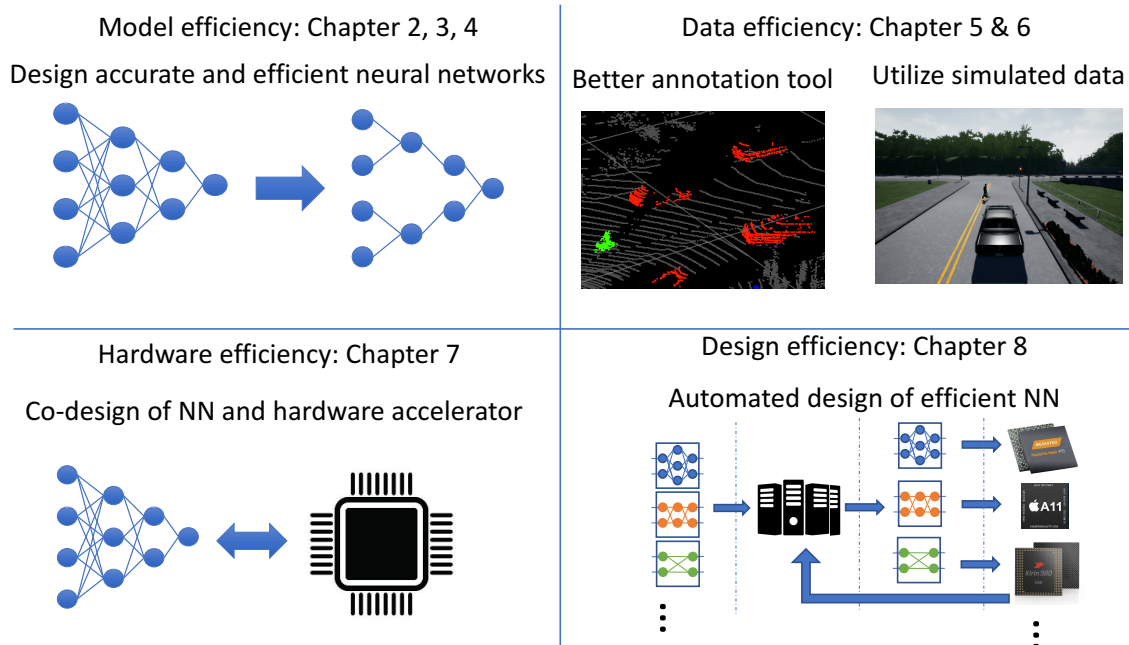 Model efficiency: Chapter 2, 3, 4
Design accurate and efficient neural networks
Data efficiency: Chapter 5 & 6
Better annotation tool
Utilize simulated data
Hardware efficiency: Chapter 7
Co-design of NN and hardware accelerator
Design efficiency: Chapter 8
Automated design of efficient NN
A11
Kirin 980